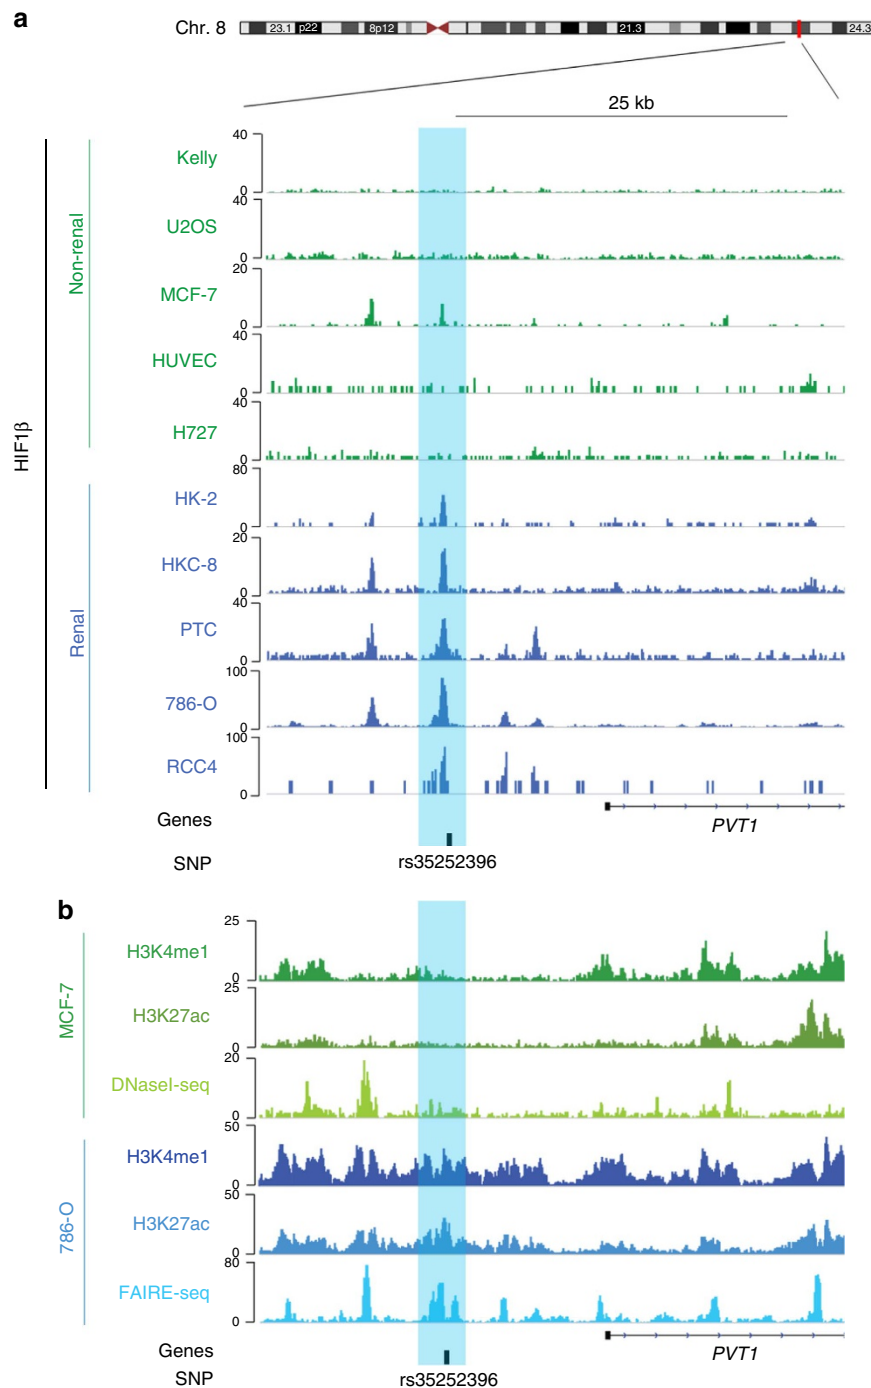 a
Chr. 8
23.1 p22 8p12 21.3 24.3
25 kb
HIF1β
Non-renal
40
Kelly
0
40
U2OS
0
20
MCF-7
0
40
HUVEC
0
40
H727
0
Renal
80
HK-2
0
20
HKC-8
0
40
PTC
0
100
786-O
0
100
RCC4
0
Genes
PVT1
SNP
rs35252396
b
MCF-7
25
H3K4me1
0
25
H3K27ac
0
20
DNaseI-seq
0
786-O
50
H3K4me1
0
50
H3K27ac
0
80
FAIRE-seq
0
Genes
PVT1
SNP
rs35252396